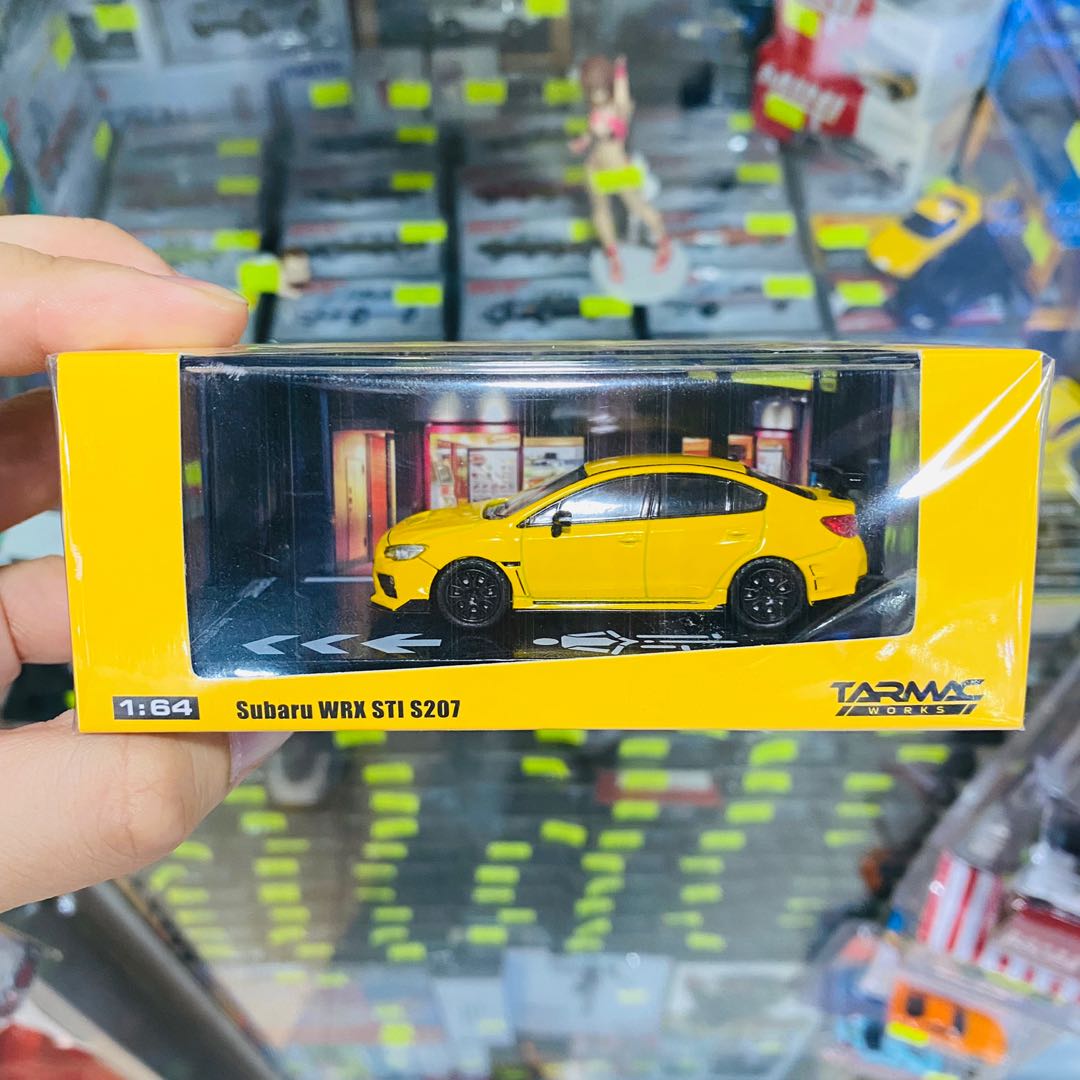 1:64
Subaru WRX STI S207
TARMAC
WORKS